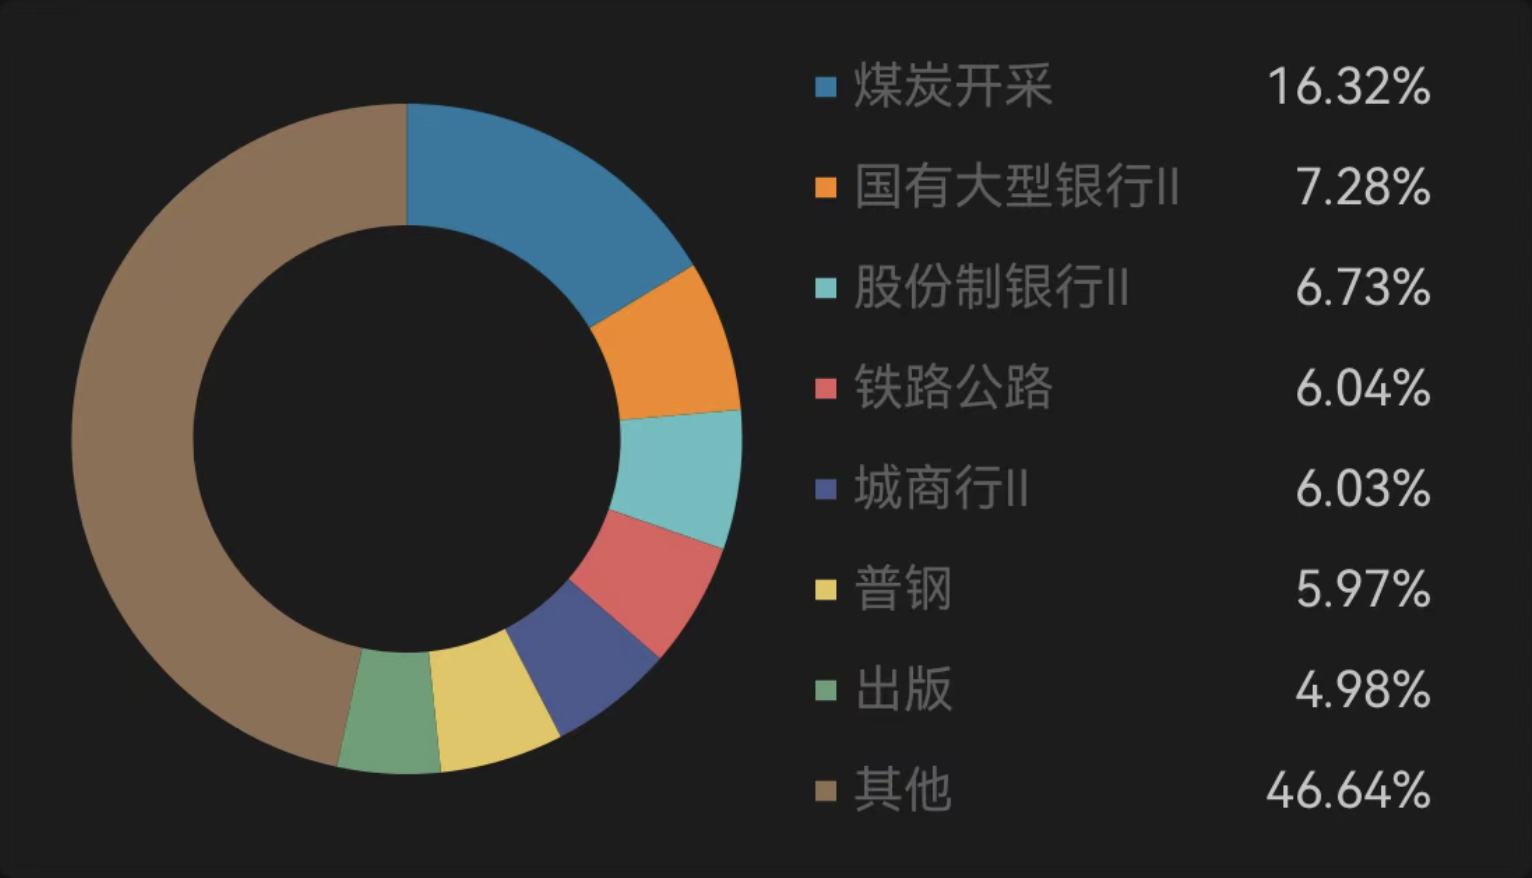 煤炭开采 16.32%
国有大型银行II 7.28%
股份制银行II 6.73%
铁路公路 6.04%
城商行II 6.03%
普钢 5.97%
出版 4.98%
其他 46.64%